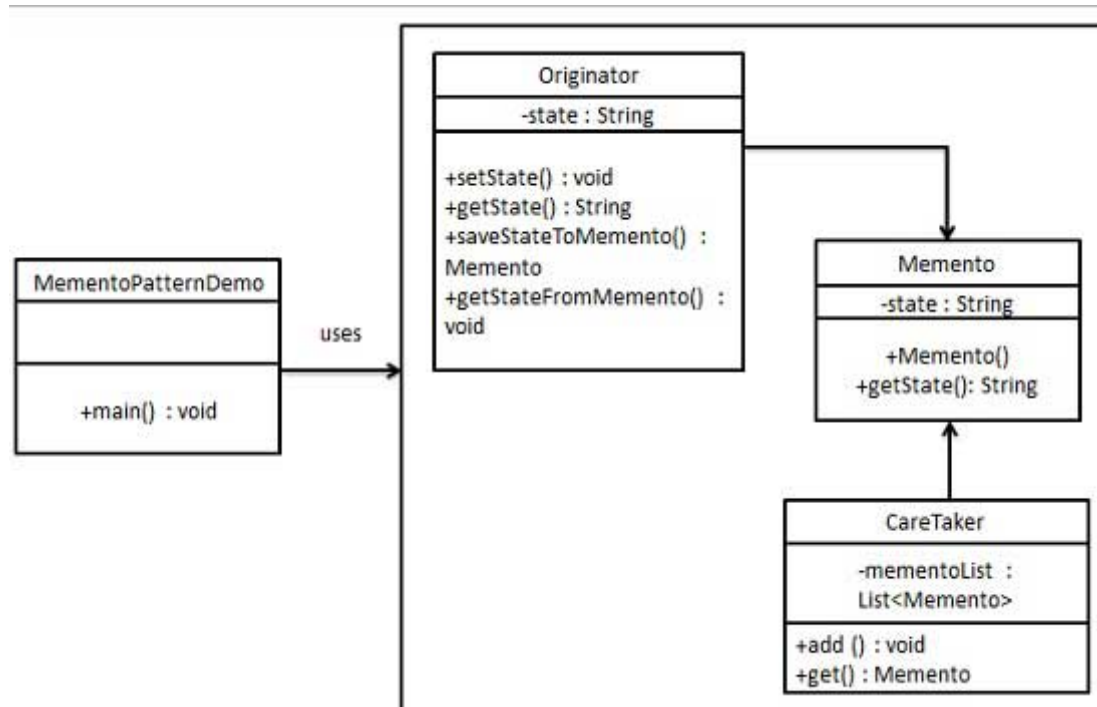 MementoPatternDemo
+main() : void
uses
Originator
-state : String
+setState() : void
+getState() : String
+saveStateToMemento() :
Memento
+getStateFromMemento() :
void
Memento
-state : String
+Memento()
+getState(): String
CareTaker
-mementoList :
List<Memento>
+add () : void
+get() : Memento